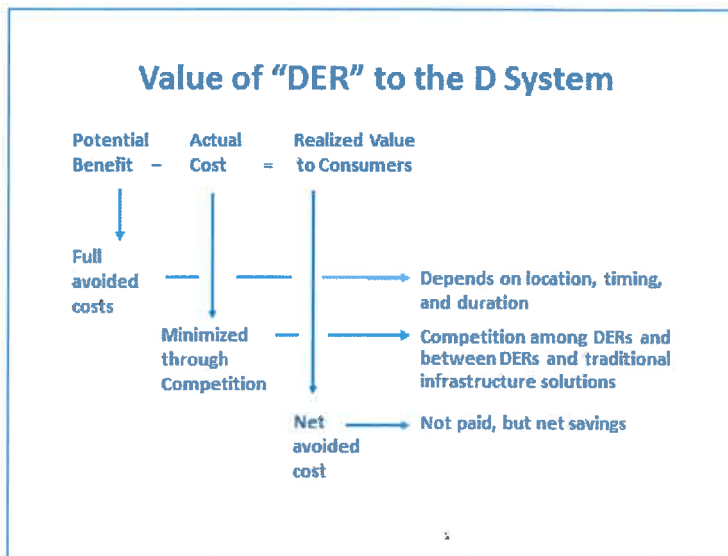 Value of “DER” to the D System
Potential Actual Realized Value
Benefit – Cost = to Consumers
Full
avoided
costs
Depends on location, timing,
and duration
Minimized
through
Competition
Competition among DERs and
between DERs and traditional
infrastructure solutions
Net
avoided
cost
Not paid, but net savings